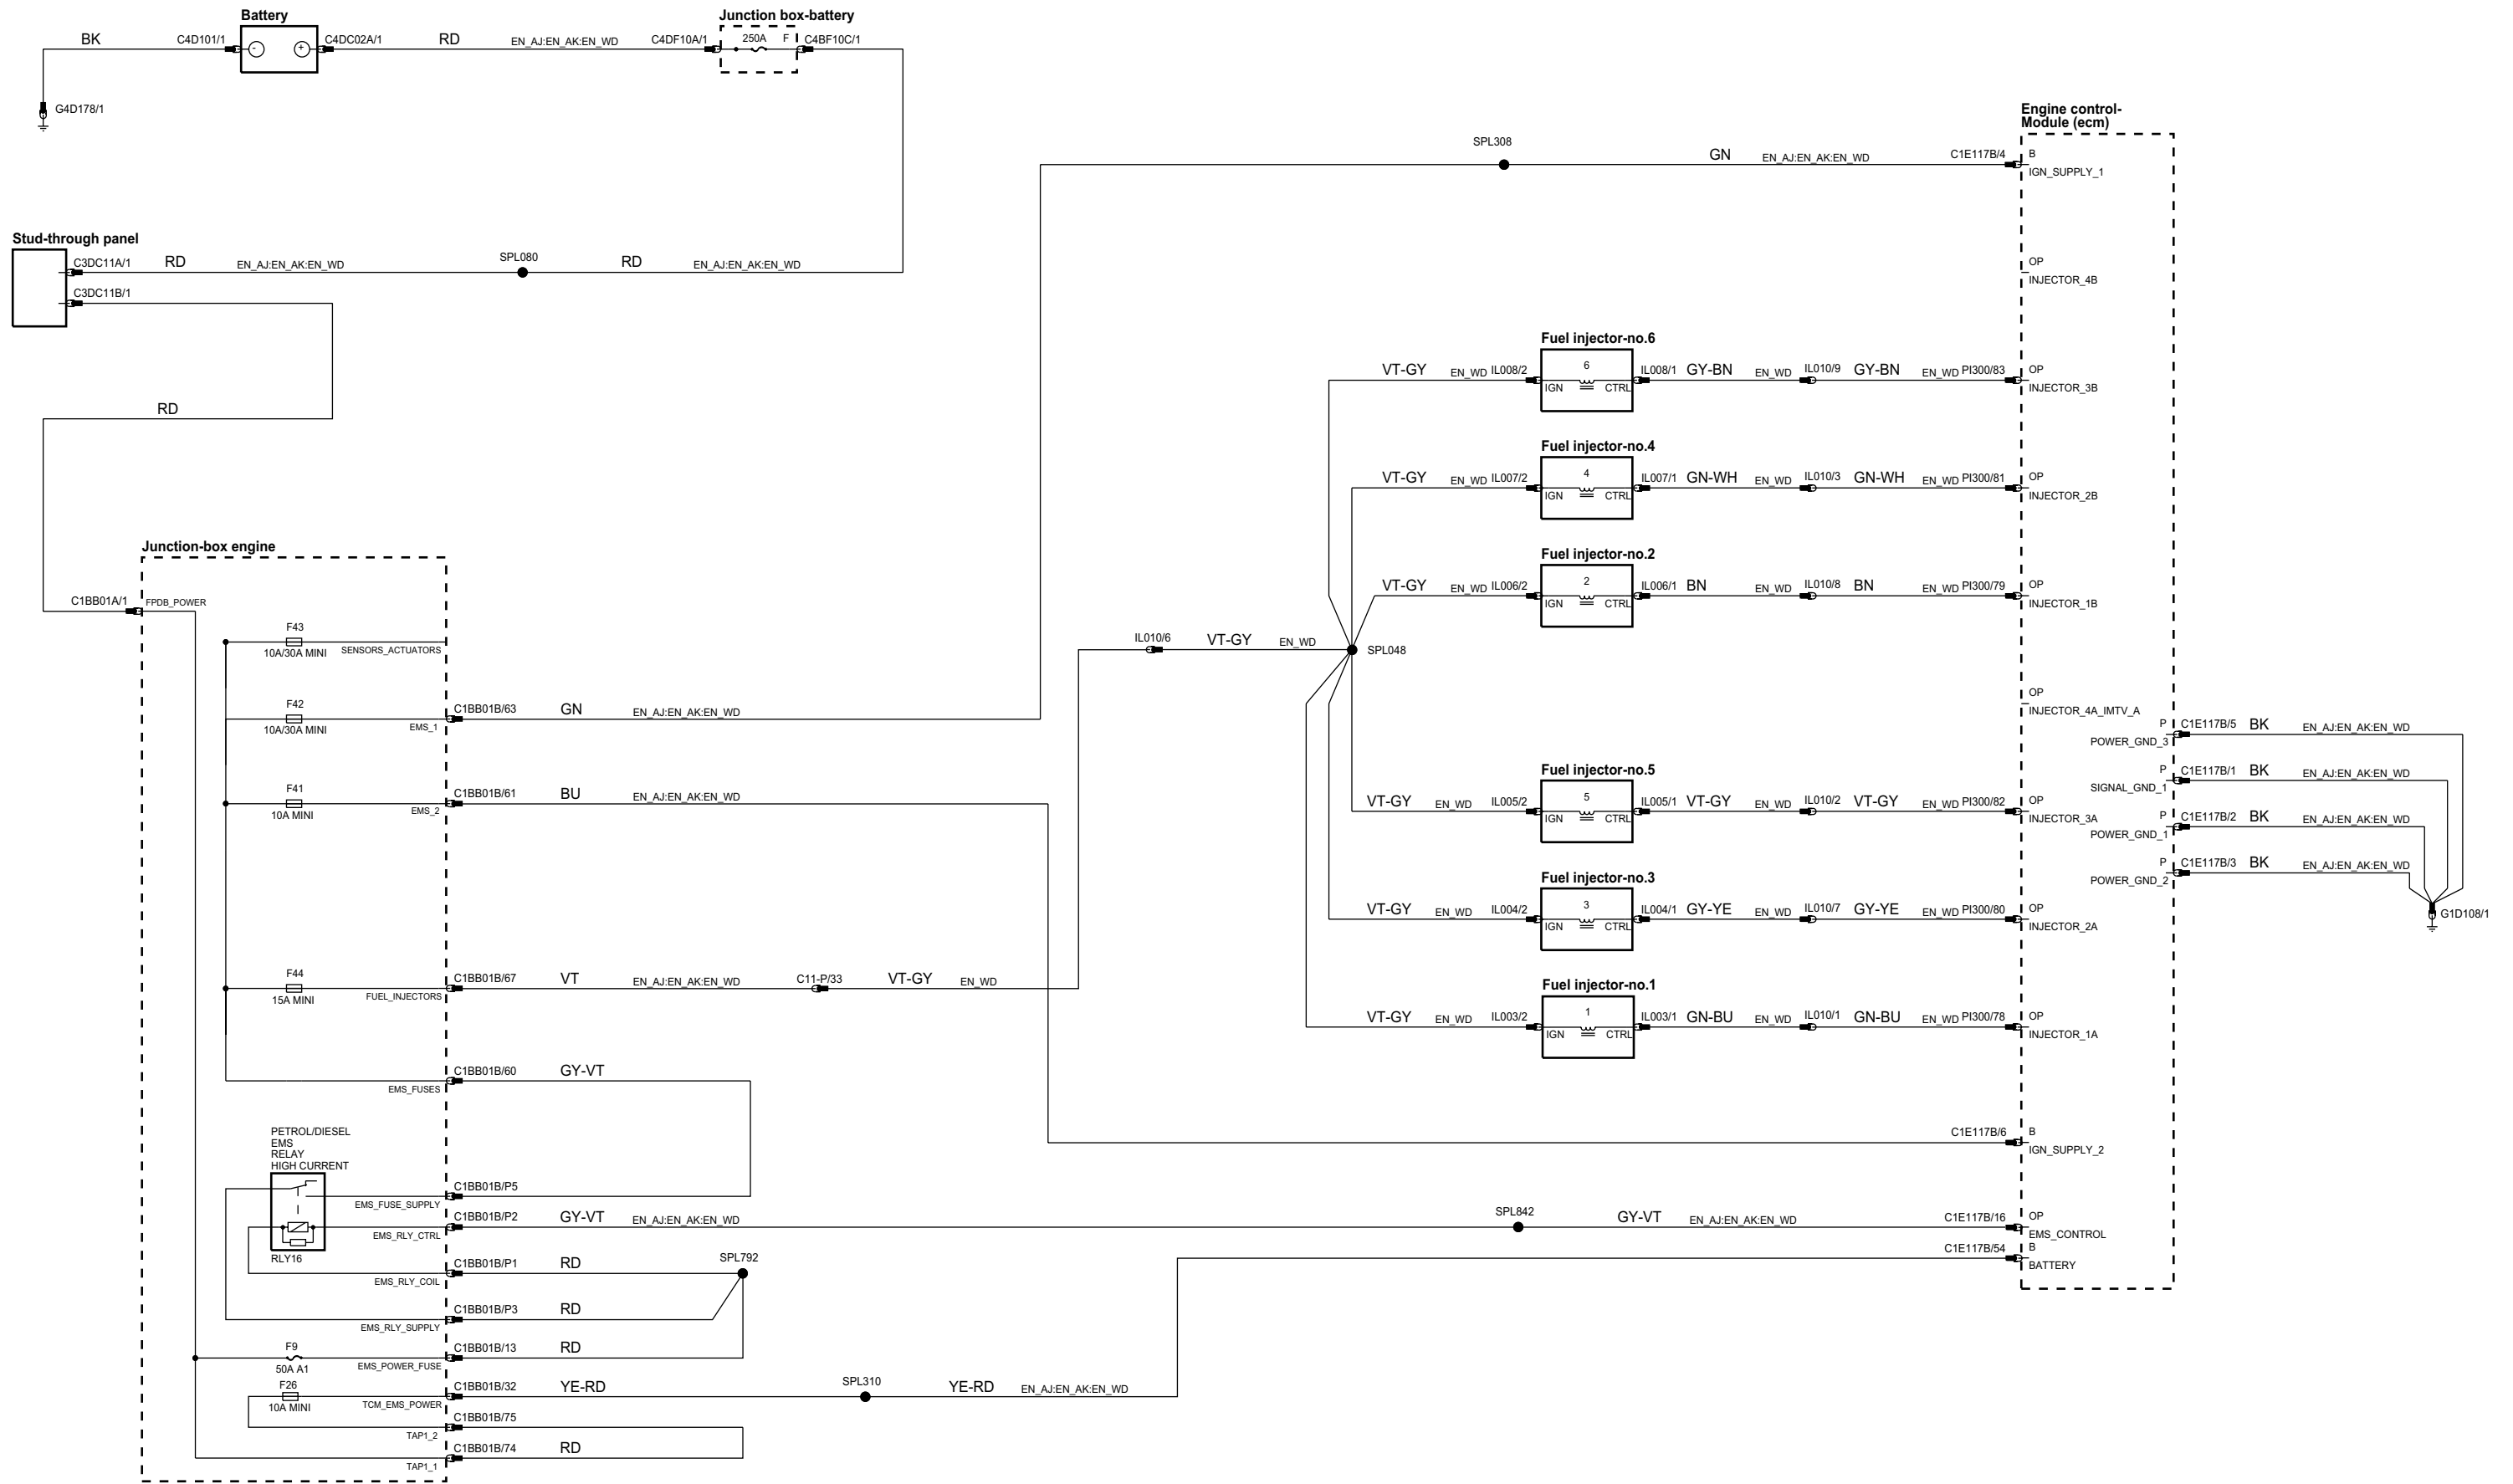 Battery
Junction box-battery
BK
C4D101/1
-
+
C4DC02A/1
RD
EN_AJ:EN_AK:EN_WD
C4DF10A/1
250A
F
C4BF10C/1
G4D178/1
Engine control-
Module (ecm)
SPL308
GN
EN_AJ:EN_AK:EN_WD
C1E117B/4
B
IGN_SUPPLY_1
Stud-through panel
C3DC11A/1
RD
EN_AJ:EN_AK:EN_WD
SPL080
RD
EN_AJ:EN_AK:EN_WD
C3DC11B/1
OP
INJECTOR_4B
RD
Fuel injector-no.6
VT-GY
EN_WD
IL008/2
6
IGN
CTRL
IL008/1
GY-BN
EN_WD
IL010/9
GY-BN
EN_WD
PI300/83
OP
INJECTOR_3B
Fuel injector-no.4
VT-GY
EN_WD
IL007/2
4
IGN
CTRL
IL007/1
GN-WH
EN_WD
IL010/3
GN-WH
EN_WD
PI300/81
OP
INJECTOR_2B
Fuel injector-no.2
VT-GY
EN_WD
IL006/2
2
IGN
CTRL
IL006/1
BN
EN_WD
IL010/8
BN
EN_WD
PI300/79
OP
INJECTOR_1B
Junction-box engine
C1BB01A/1
FPDB_POWER
F43
10A/30A MINI
SENSORS_ACTUATORS
IL010/6
VT-GY
EN_WD
SPL048
F42
10A/30A MINI
EMS_1
C1BB01B/63
GN
EN_AJ:EN_AK:EN_WD
OP
INJECTOR_4A_IMTV_A
P
POWER_GND_3
C1E117B/5
BK
EN_AJ:EN_AK:EN_WD
P
SIGNAL_GND_1
C1E117B/1
BK
EN_AJ:EN_AK:EN_WD
F41
10A MINI
EMS_2
C1BB01B/61
BU
EN_AJ:EN_AK:EN_WD
Fuel injector-no.5
VT-GY
EN_WD
IL005/2
5
IGN
CTRL
IL005/1
VT-GY
EN_WD
IL010/2
VT-GY
EN_WD
PI300/82
OP
INJECTOR_3A
P
POWER_GND_1
C1E117B/2
BK
EN_AJ:EN_AK:EN_WD
P
POWER_GND_2
C1E117B/3
BK
EN_AJ:EN_AK:EN_WD
G1D108/1
Fuel injector-no.3
VT-GY
EN_WD
IL004/2
3
IGN
CTRL
IL004/1
GY-YE
EN_WD
IL010/7
GY-YE
EN_WD
PI300/80
OP
INJECTOR_2A
F44
15A MINI
FUEL_INJECTORS
C1BB01B/67
VT
EN_AJ:EN_AK:EN_WD
C11-P/33
VT-GY
EN_WD
Fuel injector-no.1
VT-GY
EN_WD
IL003/2
1
IGN
CTRL
IL003/1
GN-BU
EN_WD
IL010/1
GN-BU
EN_WD
PI300/78
OP
INJECTOR_1A
EMS_FUSES
C1BB01B/60
GY-VT
C1E117B/6
B
IGN_SUPPLY_2
PETROL/DIESEL
EMS
RELAY
HIGH CURRENT
RLY16
EMS_FUSE_SUPPLY
C1BB01B/P5
EMS_RLY_CTRL
C1BB01B/P2
GY-VT
EN_AJ:EN_AK:EN_WD
SPL842
GY-VT
EN_AJ:EN_AK:EN_WD
C1E117B/16
OP
EMS_CONTROL
C1E117B/54
B
BATTERY
EMS_RLY_COIL
C1BB01B/P1
RD
SPL792
EMS_RLY_SUPPLY
C1BB01B/P3
RD
F9
50A A1
EMS_POWER_FUSE
C1BB01B/13
RD
F26
10A MINI
TCM_EMS_POWER
C1BB01B/32
YE-RD
SPL310
YE-RD
EN_AJ:EN_AK:EN_WD
TAP1_2
C1BB01B/75
TAP1_1
C1BB01B/74
RD